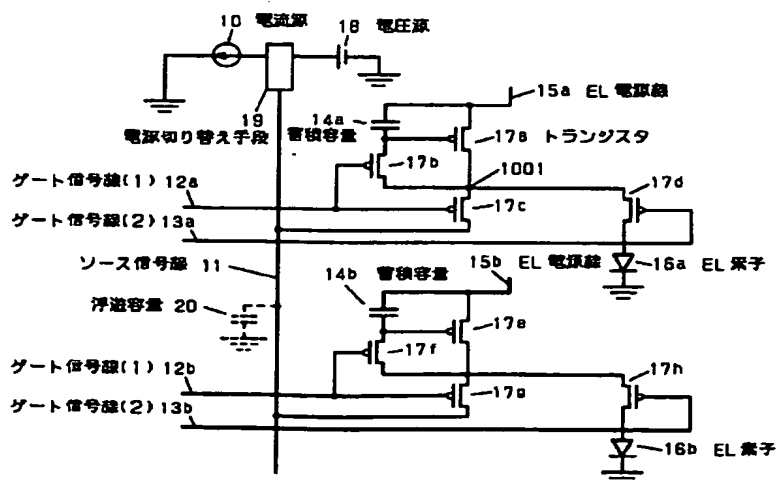 10 電流源
18 電圧源
19
電源切り替え手段
14a
蓄積容量
15a EL 電源線
17a トランジスタ
17b
1001
17c
17d
ゲート信号線(1) 12a
ゲート信号線(2) 13a
ソース信号線 11
16a EL 素子
浮遊容量 20
14b
蓄積容量
15b EL 電源線
17e
17f
17g
17h
ゲート信号線(1) 12b
ゲート信号線(2) 13b
16b EL 素子